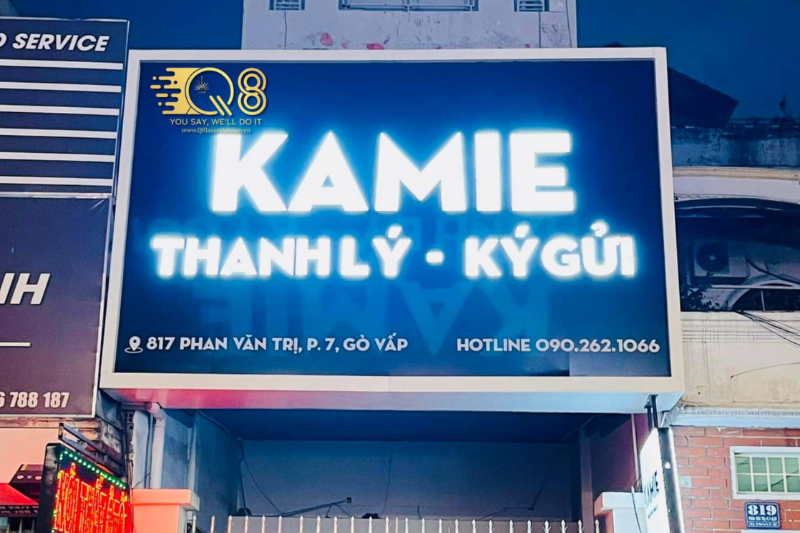 SERVICE
Q8
YOU SAY, WE'LL DO IT
KAMIE
THANH LÝ - KÝ GỬI
817 PHAN VĂN TRỊ, P. 7, GÒ VẤP
HOTLINE 090.262.1066
788 187
KAMIE
819